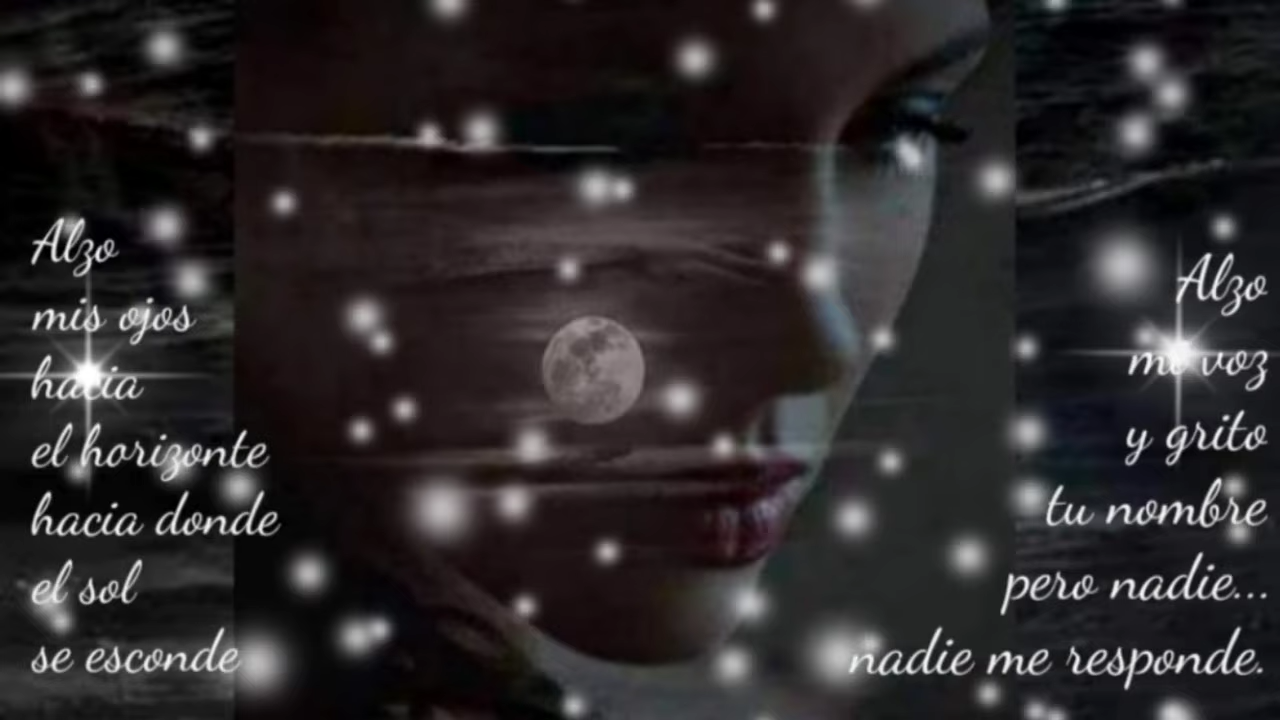 Alzo
mis ojos
hacia
el horizonte
hacia donde
el sol
se esconde
Alzo
mi voz
y grito
tu nombre
pero nadie...
nadie me responde.